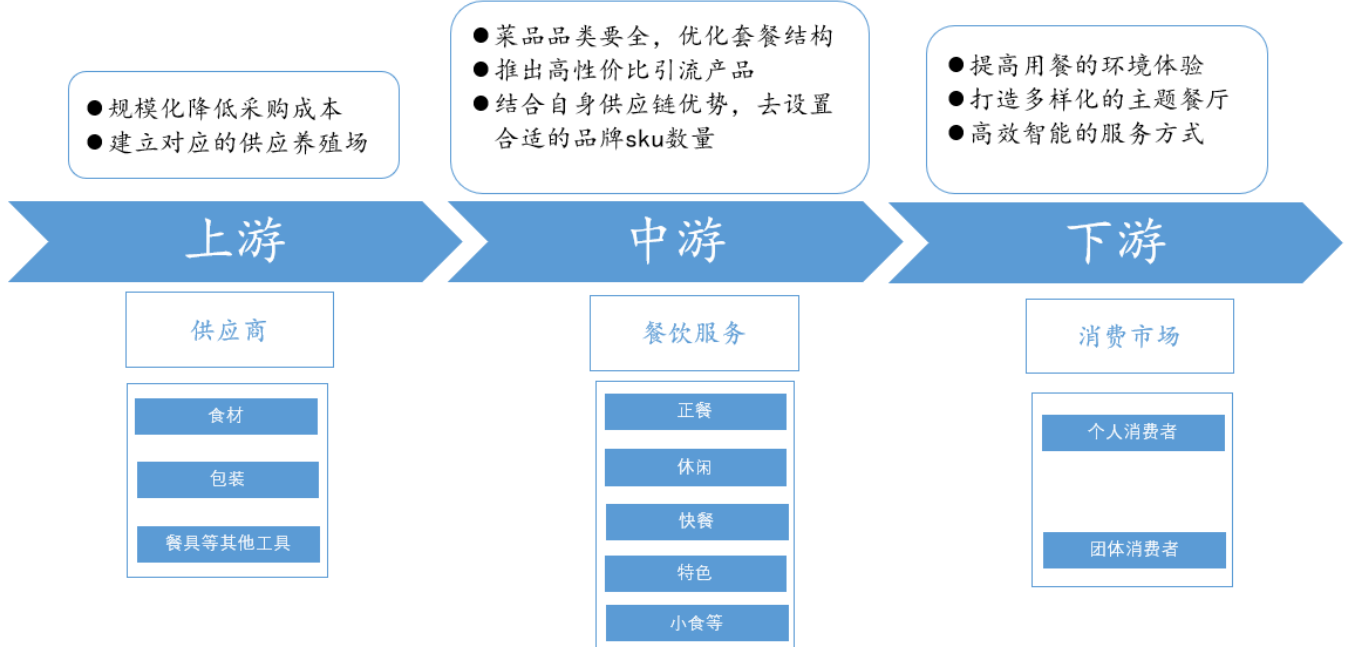 规模化降低采购成本
建立对应的供应养殖场
菜品品类要全，优化套餐结构
推出高性价比引流产品
结合自身供应链优势，去设置
合适的品牌sku数量
提高用餐的环境体验
打造多样化的主题餐厅
高效智能的服务方式
上游
中游
下游
供应商
食材
包装
餐具等其他工具
餐饮服务
正餐
休闲
快餐
特色
小食等
消费市场
个人消费者
团体消费者